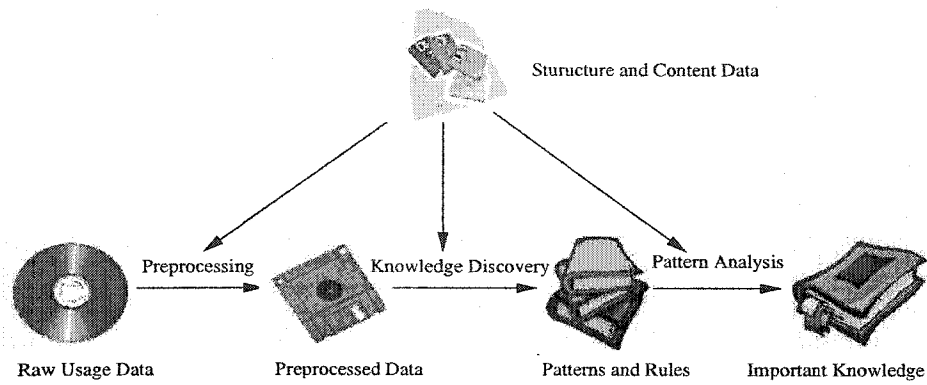 Sturucture and Content Data
Preprocessing
Knowledge Discovery
Pattern Analysis
Raw Usage Data
Preprocessed Data
Patterns and Rules
Important Knowledge